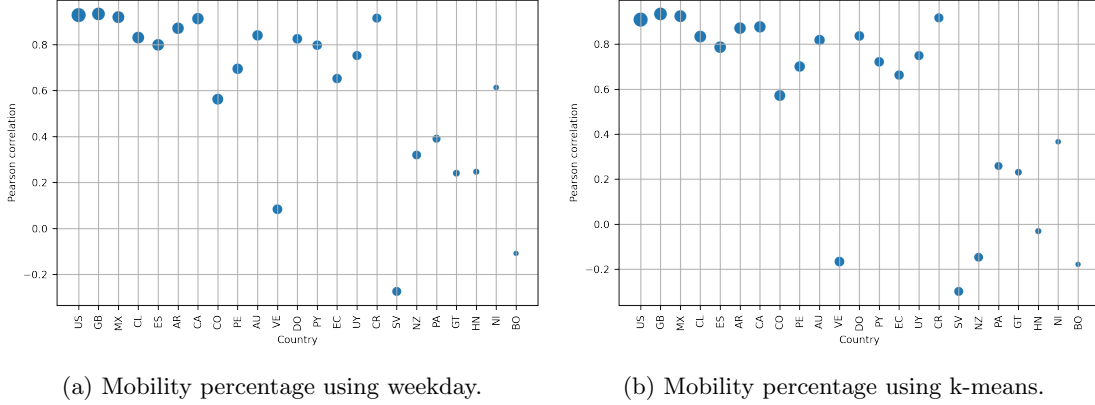 0.8
0.6
0.4
0.2
0.0
−0.2
Pearson correlation
US GB MX CL ES AR CA CO PE AU VE DO PY EC UY CR SV NZ PA GT HN NI BO
Country
(a) Mobility percentage using weekday.
0.8
0.6
0.4
0.2
0.0
−0.2
Pearson correlation
US GB MX CL ES AR CA CO PE AU VE DO PY EC UY CR SV NZ PA GT HN NI BO
Country
(b) Mobility percentage using k-means.